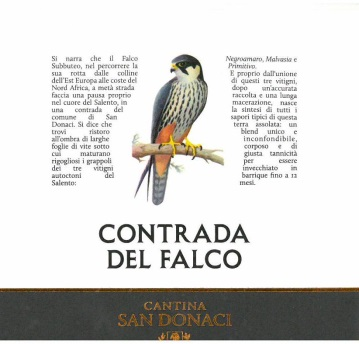 Si narra che il Falco
Subbuteo, nel percorrere la
sua rotta dalle colline
dell'Est Europa alle coste del
Nord Africa, a metà strada
faccia una pausa proprio
nel cuore del Salento, in
una contrada del
comune di San
Donaci. Si dice che
trovi ristoro
all'ombra di larghe
foglie di vite sotto
cui maturano
rigogliosi i grappoli
dei tre vitigni
autoctoni del
Salento:
Negroamaro, Malvasia e
Primitivo.
E proprio dall'unione
di questi tre vitigni,
dopo un'accurata
raccolta e una lunga
macerazione, nasce
la sintesi di tutti i
sapori tipici di questa
terra assolata: un
blend unico e
inconfondibile,
corposo e di
giusta tannicità
per essere
invecchiato in
barrique fino a 12
mesi.
CONTRADA
DEL FALCO
CANTINA
SAN DONACI